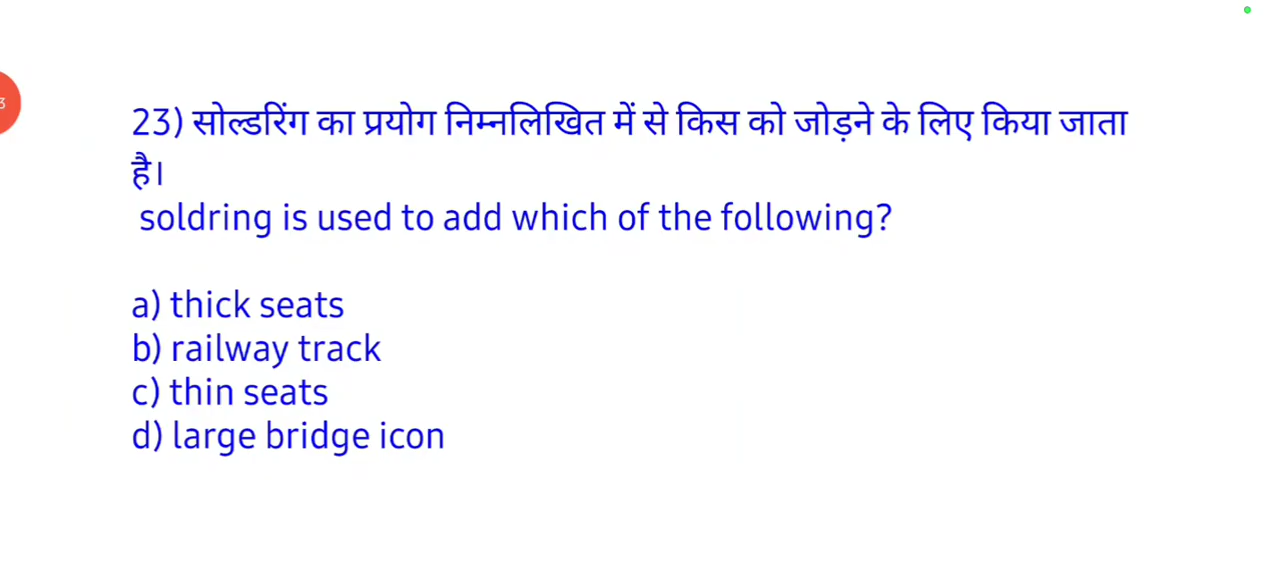 23) सोल्डरिंग का प्रयोग निम्नलिखित में से किस को जोड़ने के लिए किया जाता
है।
soldring is used to add which of the following?
a) thick seats
b) railway track
c) thin seats
d) large bridge icon